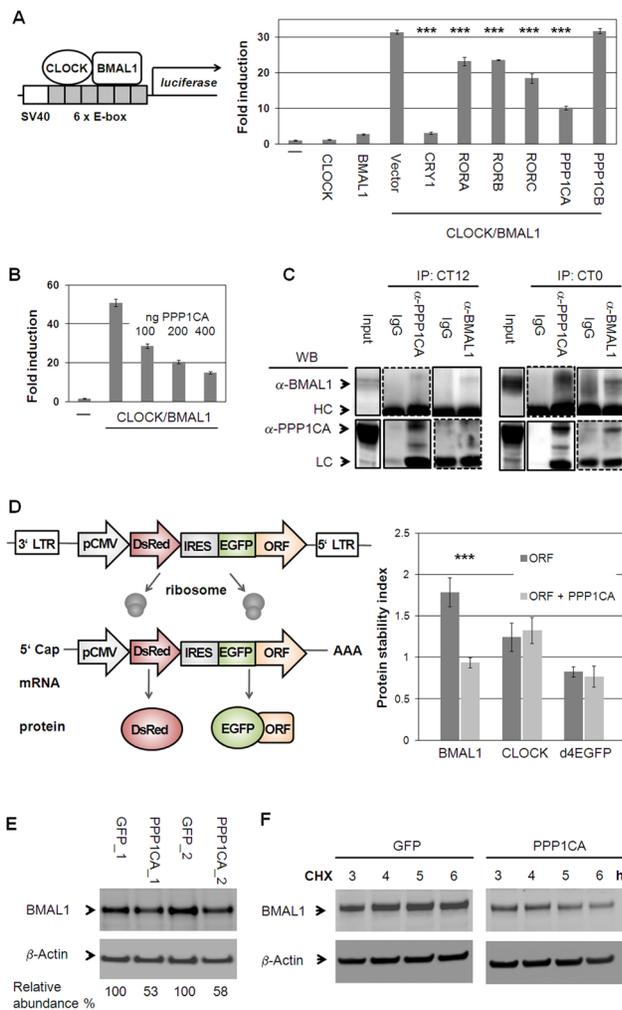 A
CLOCK BMAL1
luciferase
SV40 6 x E-box
Fold induction
30
20
10
0
*** *** *** *** ***
—
CLOCK
BMAL1
Vector
CRY1
RORA
RORB
RORC
PPP1CA
PPP1CB
CLOCK/BMAL1
B
Fold induction
60
40
20
0
ng PPP1CA
100 200 400
—
CLOCK/BMAL1
C
IP: CT12 IP: CT0
Input IgG α-PPP1CA IgG α-BMAL1 Input IgG α-PPP1CA IgG α-BMAL1
WB
α-BMAL1
HC
α-PPP1CA
LC
D
3' LTR pCMV DsRed IRES EGFP ORF 5' LTR
ribosome
5' Cap pCMV DsRed IRES EGFP ORF AAA
mRNA
protein DsRed EGFP ORF
Protein stability index
2.5
2
1.5
1
0.5
0
***
ORF
ORF + PPP1CA
BMAL1 CLOCK d4EGFP
E
GFP_1 PPP1CA_1 GFP_2 PPP1CA_2
BMAL1
β-Actin
Relative
abundance % 100 53 100 58
F
GFP PPP1CA
CHX 3 4 5 6 3 4 5 6 h
BMAL1
β-Actin